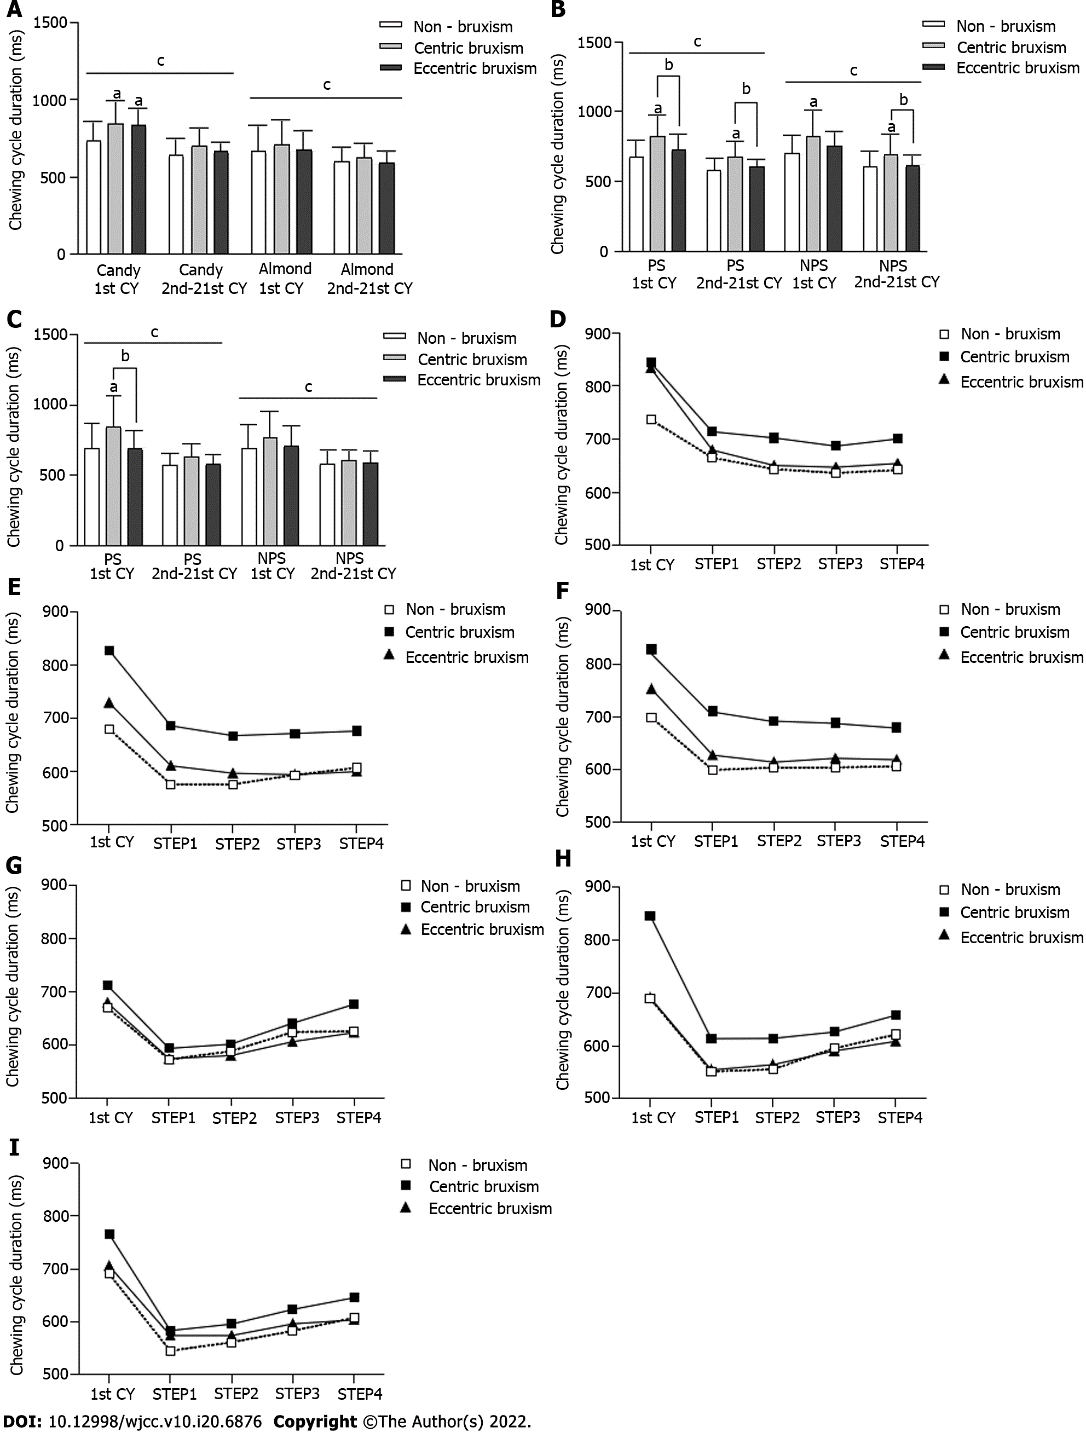 A
Chewing cycle duration (ms)
1500
1000
500
0
Non - bruxism
Centric bruxism
Eccentric bruxism
c
a a
c
Candy
1st CY
Candy
2nd-21st CY
Almond
1st CY
Almond
2nd-21st CY
B
Chewing cycle duration (ms)
1500
1000
500
0
Non - bruxism
Centric bruxism
Eccentric bruxism
c
b
a
b
a
c
a
b
a
PS
1st CY
PS
2nd-21st CY
NPS
1st CY
NPS
2nd-21st CY
C
Chewing cycle duration (ms)
1500
1000
500
0
Non - bruxism
Centric bruxism
Eccentric bruxism
c
b
a
c
PS
1st CY
PS
2nd-21st CY
NPS
1st CY
NPS
2nd-21st CY
D
Chewing cycle duration (ms)
900
800
700
600
500
Non - bruxism
Centric bruxism
Eccentric bruxism
1st CY STEP1 STEP2 STEP3 STEP4
E
Chewing cycle duration (ms)
900
800
700
600
500
Non - bruxism
Centric bruxism
Eccentric bruxism
1st CY STEP1 STEP2 STEP3 STEP4
F
Chewing cycle duration (ms)
900
800
700
600
500
Non - bruxism
Centric bruxism
Eccentric bruxism
1st CY STEP1 STEP2 STEP3 STEP4
G
Chewing cycle duration (ms)
900
800
700
600
500
Non - bruxism
Centric bruxism
Eccentric bruxism
1st CY STEP1 STEP2 STEP3 STEP4
H
Chewing cycle duration (ms)
900
800
700
600
500
Non - bruxism
Centric bruxism
Eccentric bruxism
1st CY STEP1 STEP2 STEP3 STEP4
I
Chewing cycle duration (ms)
900
800
700
600
500
Non - bruxism
Centric bruxism
Eccentric bruxism
1st CY STEP1 STEP2 STEP3 STEP4
DOI: 10.12998/wjcc.v10.i20.6876 Copyright ©The Author(s) 2022.